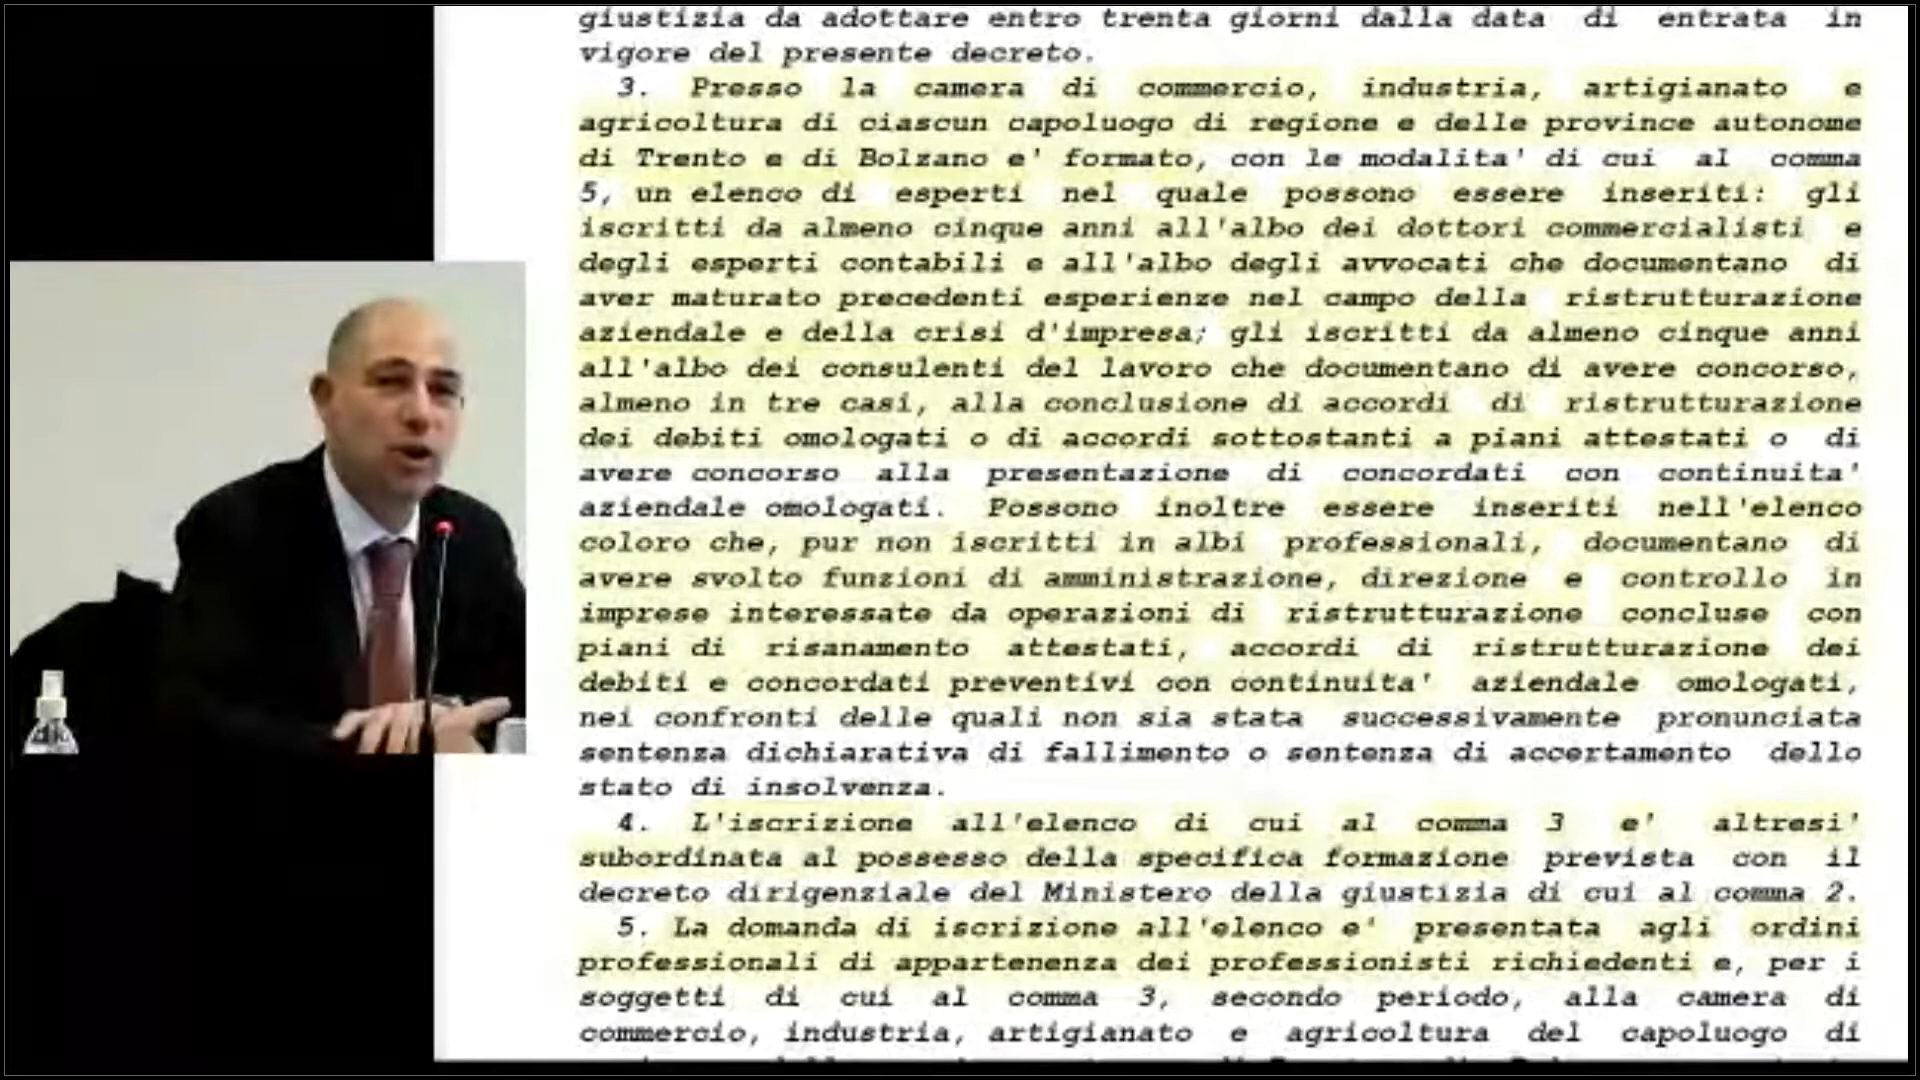 giustizia da adottare entro trenta giorni dalla data di entrata in
vigore del presente decreto.
3. Presso la camera di commercio, industria, artigianato e
agricoltura di ciascun capoluogo di regione e delle province autonome
di Trento e di Bolzano e' formato, con le modalita' di cui al comma
5, un elenco di esperti nel quale possono essere inseriti: gli
iscritti da almeno cinque anni all'albo dei dottori commercialisti e
degli esperti contabili e all'albo degli avvocati che documentano di
aver maturato precedenti esperienze nel campo della ristrutturazione
aziendale e della crisi d'impresa; gli iscritti da almeno cinque anni
all'albo dei consulenti del lavoro che documentano di avere concorso,
almeno in tre casi, alla conclusione di accordi di ristrutturazione
dei debiti omologati o di accordi sottostanti a piani attestati o di
avere concorso alla presentazione di concordati con continuita'
aziendale omologati. Possono inoltre essere inseriti nell'elenco
coloro che, pur non iscritti in albi professionali, documentano di
avere svolto funzioni di amministrazione, direzione e controllo in
imprese interessate da operazioni di ristrutturazione concluse con
piani di risanamento attestati, accordi di ristrutturazione dei
debiti e concordati preventivi con continuita' aziendale omologati,
nei confronti delle quali non sia stata successivamente pronunciata
sentenza dichiarativa di fallimento o sentenza di accertamento dello
stato di insolvenza.
4. L'iscrizione all'elenco di cui al comma 3 e' altresi'
subordinata al possesso della specifica formazione prevista con il
decreto dirigenziale del Ministero della giustizia di cui al comma 2.
5. La domanda di iscrizione all'elenco e' presentata agli ordini
professionali di appartenenza dei professionisti richiedenti e, per i
soggetti di cui al comma 3, secondo periodo, alla camera di
commercio, industria, artigianato e agricoltura del capoluogo di